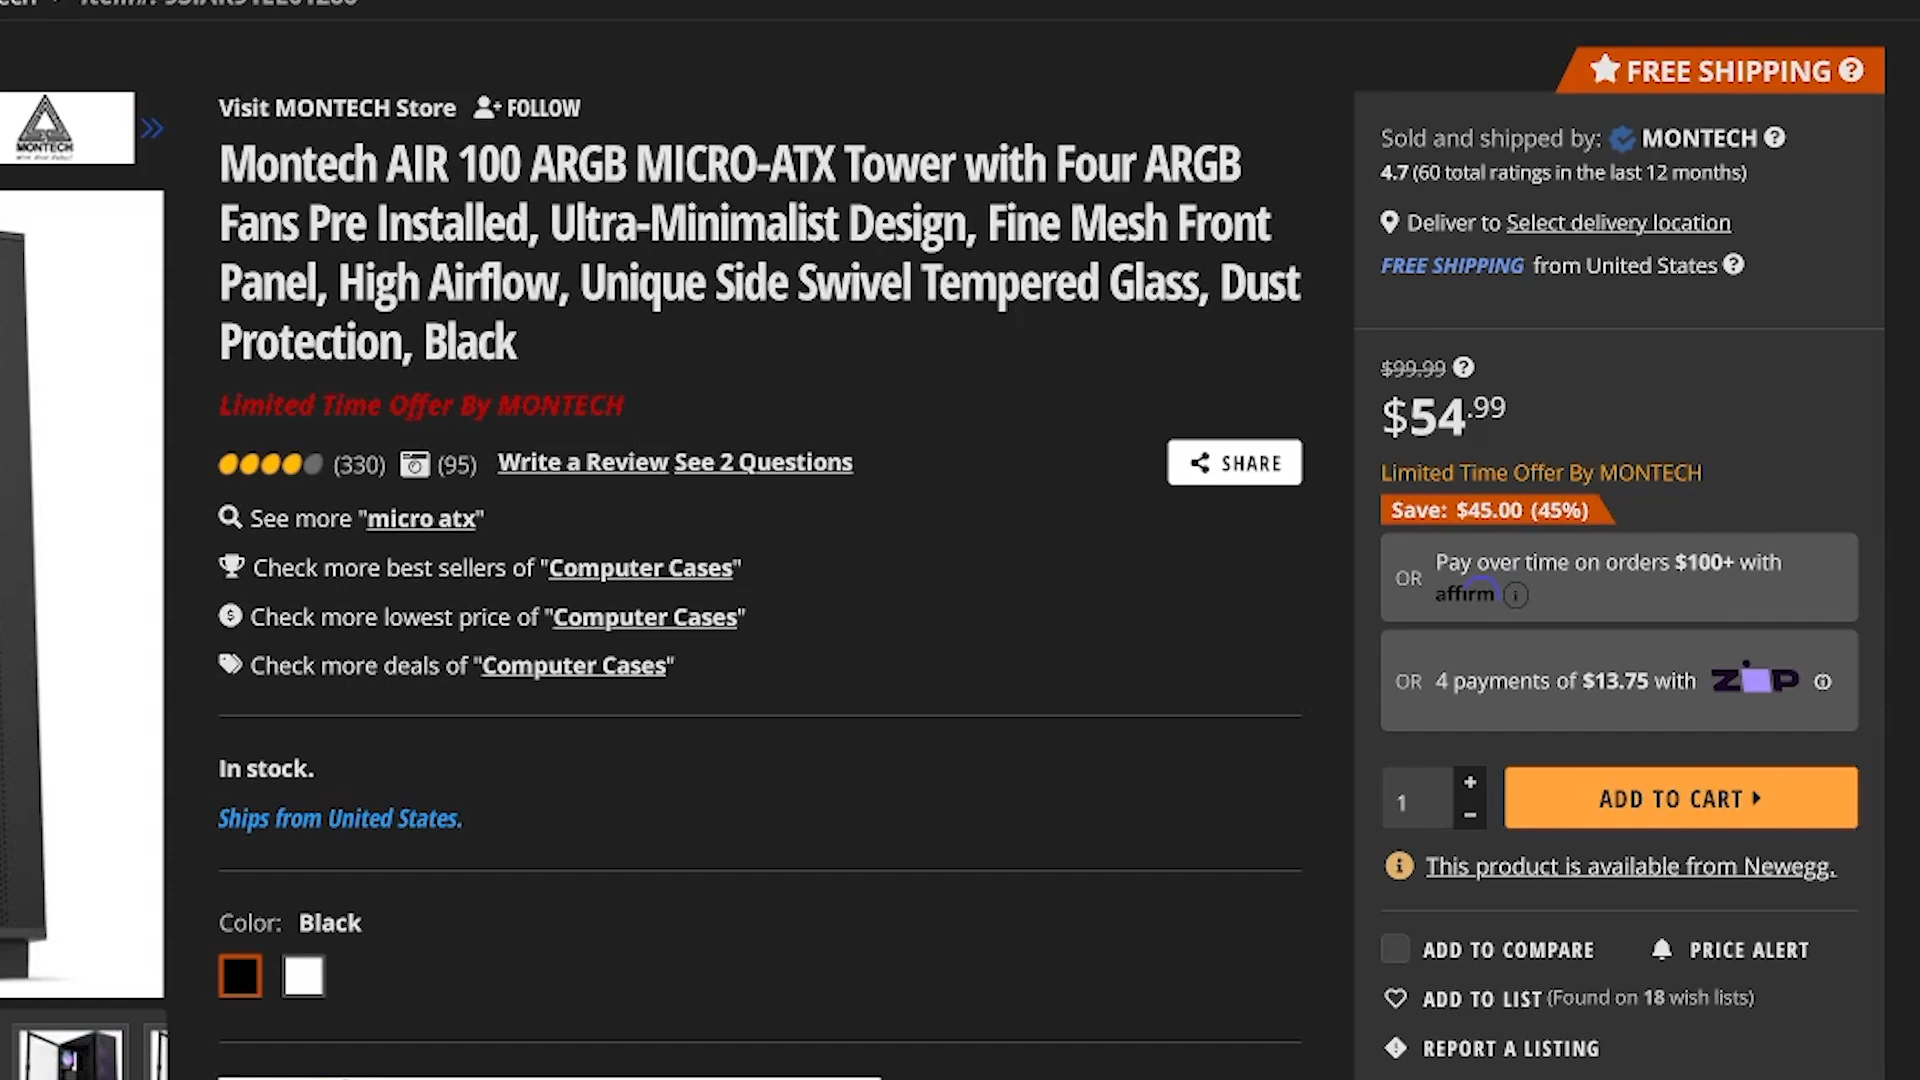 FREE SHIPPING
MONTECH
Visit MONTECH Store FOLLOW
Montech AIR 100 ARGB MICRO-ATX Tower with Four ARGB
Fans Pre Installed, Ultra-Minimalist Design, Fine Mesh Front
Panel, High Airflow, Unique Side Swivel Tempered Glass, Dust
Protection, Black
Limited Time Offer By MONTECH
(330) (95) Write a Review See 2 Questions
SHARE
See more "micro atx"
Check more best sellers of "Computer Cases"
Check more lowest price of "Computer Cases"
Check more deals of "Computer Cases"
In stock.
Ships from United States.
Color: Black
Sold and shipped by: MONTECH
4.7 (60 total ratings in the last 12 months)
Deliver to Select delivery location
FREE SHIPPING from United States
$99.99
$54.99
Limited Time Offer By MONTECH
Save: $45.00 (45%)
OR Pay over time on orders $100+ with
affirm
OR 4 payments of $13.75 with ZIP
1 + -
ADD TO CART
This product is available from Newegg.
ADD TO COMPARE PRICE ALERT
ADD TO LIST (Found on 18 wish lists)
REPORT A LISTING